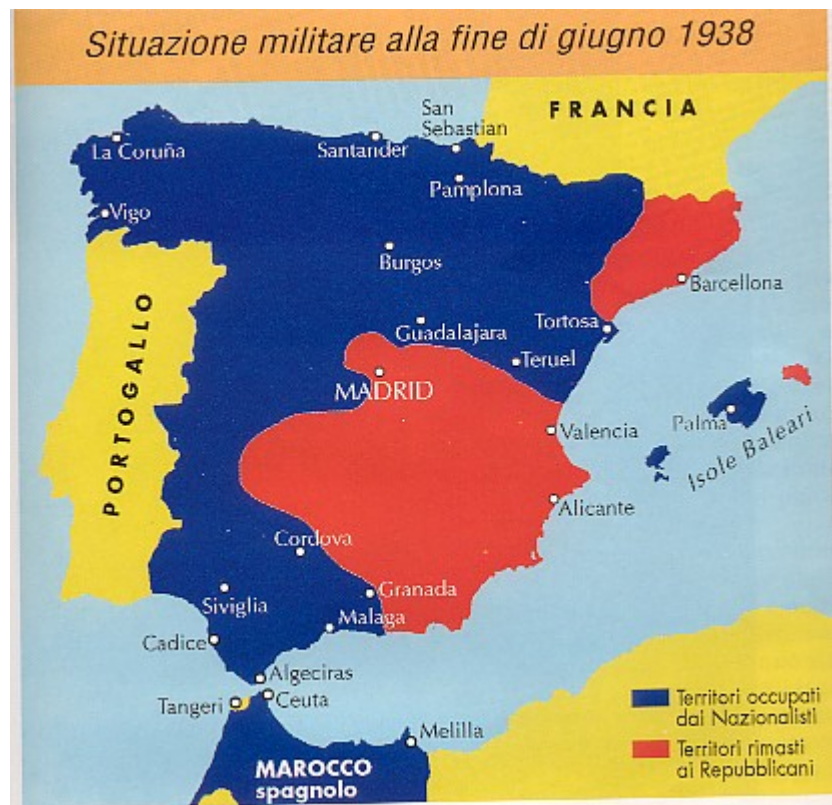 Situazione militare alla fine di giugno 1938
San
Sebastian
FRANCIA
La Coruña
Santander
Pamplona
Vigo
Burgos
Barcellona
PORTOGALLO
Guadalajara
Tortosa
Teruel
MADRID
Valencia
Palma
Isole Baleari
Alicante
Cordova
Granada
Siviglia
Malaga
Cadice
Algeciras
Tangeri
Ceuta
Melilla
MAROCCO
spagnolo
Territori occupati
dai Nazionalisti
Territori rimasti
ai Repubblicani